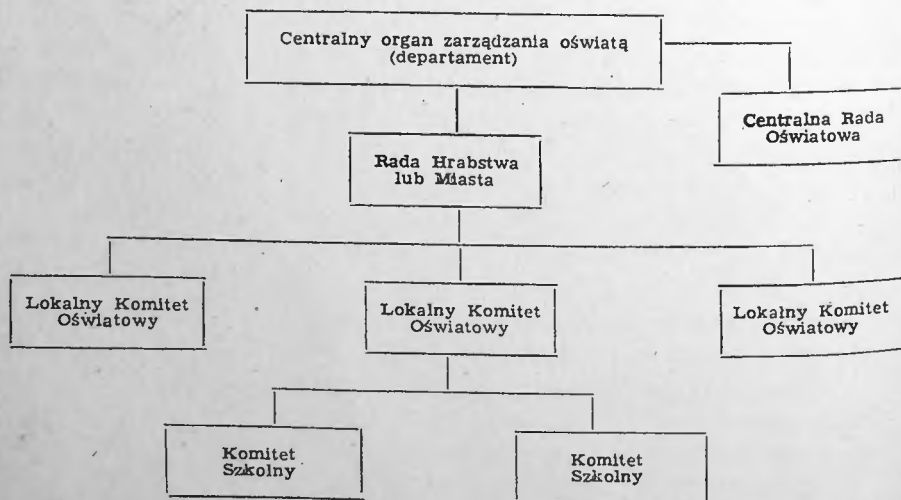 Centralny organ zarządzania oświatą
(departament)
Centralna Rada
Oświatowa
Rada Hrabstwa
lub Miasta
Lokalny Komitet
Oświatowy
Lokalny Komitet
Oświatowy
Lokalny Komitet
Oświatowy
Komitet
Szkolny
Komitet
Szkolny